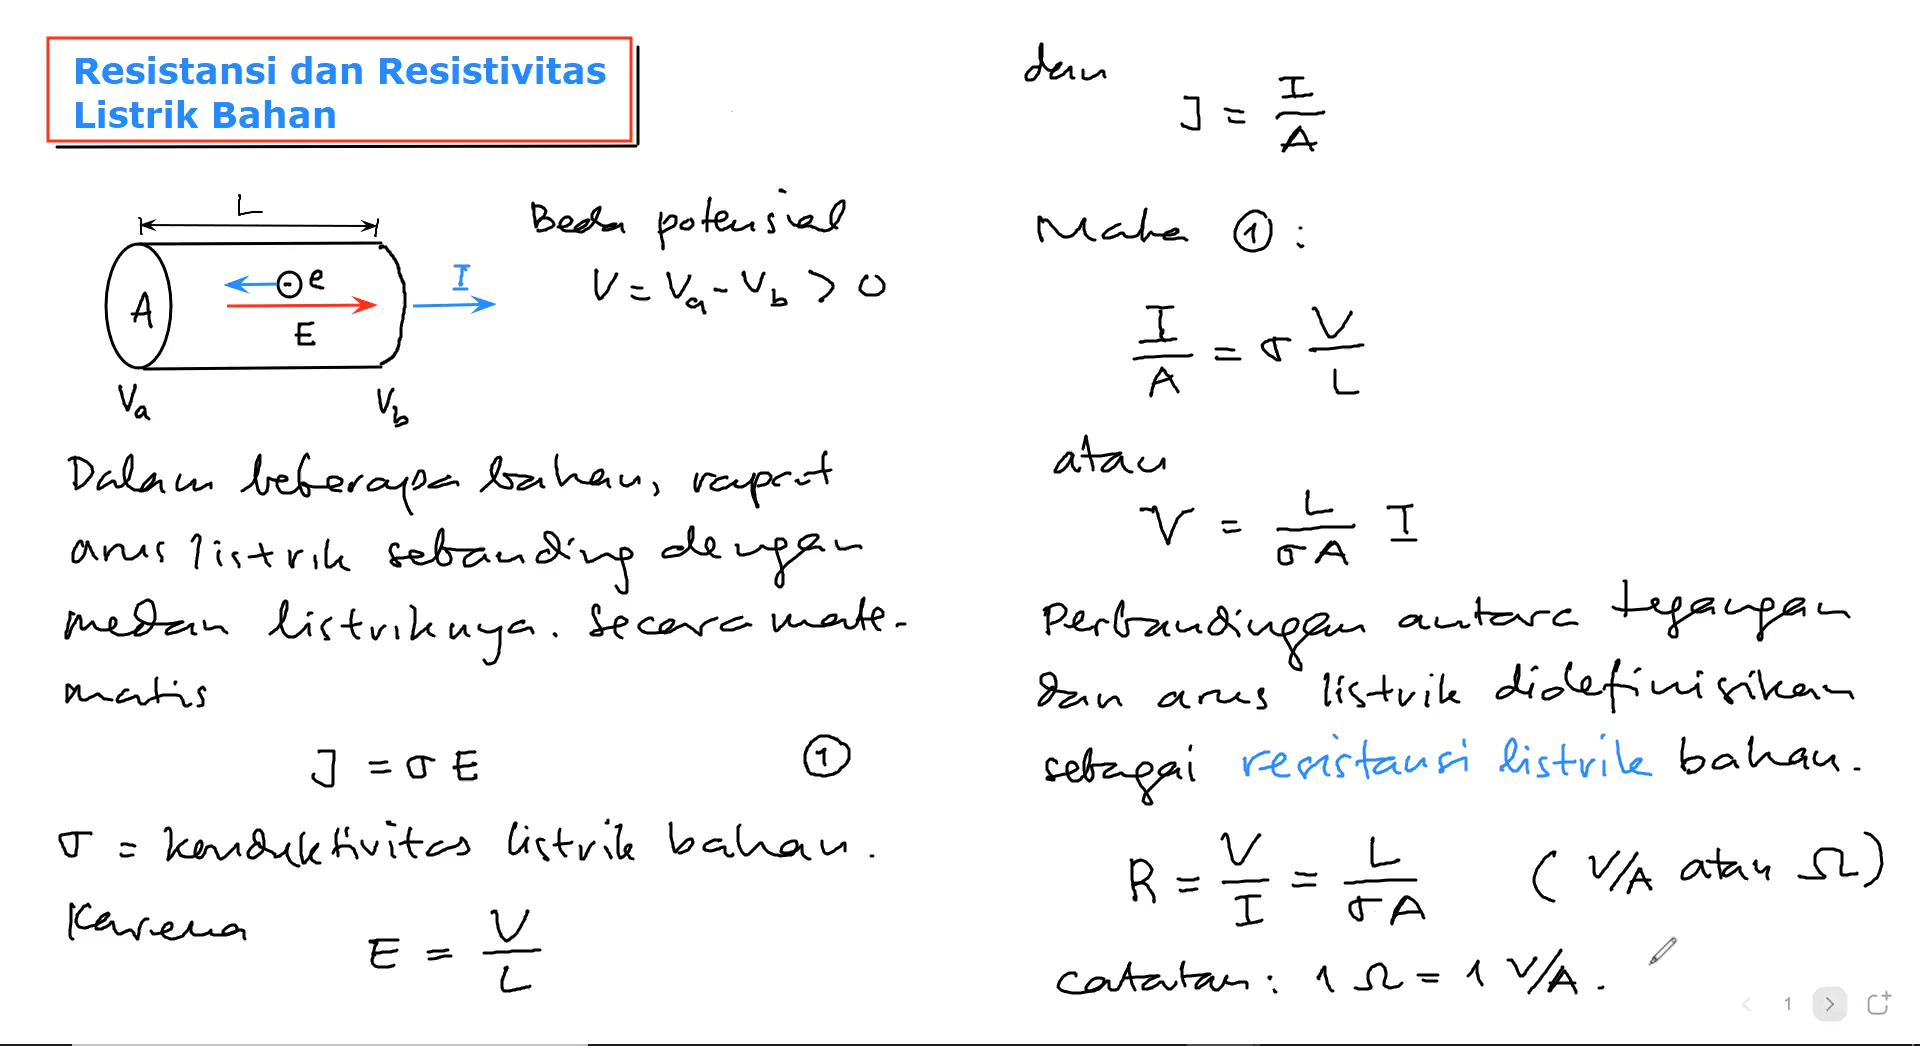 Resistansi dan Resistivitas
Listrik Bahan
L
A
e
E
I
Va
Vb
Beda potensial
V = Va - Vb > 0
Dalam beberapa bahan, rapat
arus listrik sebanding dengan
medan listriknya. Secara mate-
matis
J = σ E ①
σ = konduktivitas listrik bahan.
Karena
E = V/L
dan
J = I/A
Maka ① :
I/A = σ V/L
atau
V = L/σA I
Perbandingan antara tegangan
dan arus listrik didefinisikan
sebagai resistansi listrik bahan.
R = V/I = L/σA ( V/A atau Ω )
catatan : 1 Ω = 1 V/A .
1